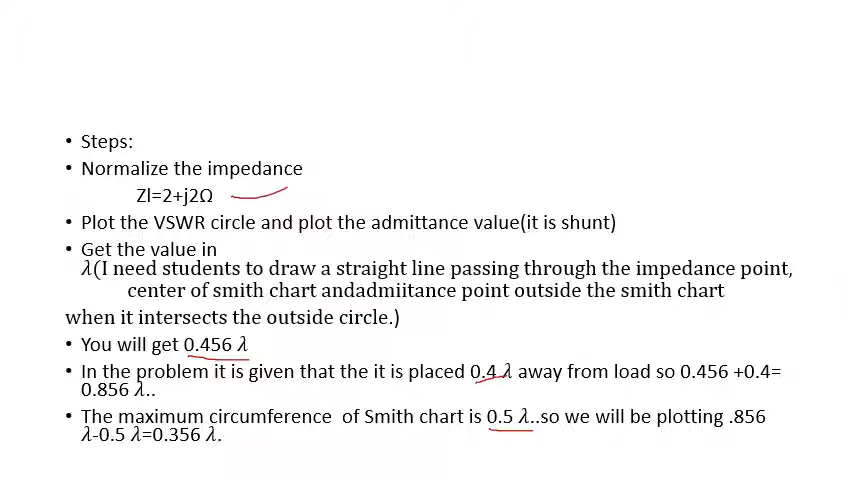 • Steps:
• Normalize the impedance
Zl=2+j2Ω
• Plot the VSWR circle and plot the admittance value(it is shunt)
• Get the value in
𝜆(I need students to draw a straight line passing through the impedance point,
center of smith chart andadmiitance point outside the smith chart
when it intersects the outside circle.)
• You will get 0.456 𝜆
• In the problem it is given that the it is placed 0.4 𝜆 away from load so 0.456 +0.4=
0.856 𝜆..
• The maximum circumference of Smith chart is 0.5 𝜆..so we will be plotting .856
𝜆-0.5 𝜆=0.356 𝜆.